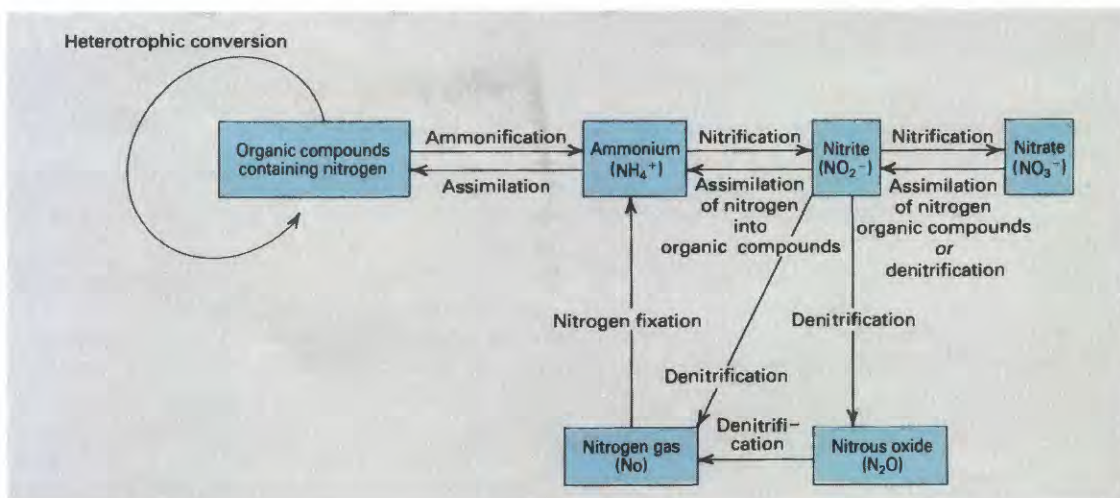 Heterotrophic conversion
Organic compounds
containing nitrogen
Ammonification
Assimilation
Ammonium
(NH₄⁺)
Nitrification
Assimilation
of nitrogen
into
organic compounds
Nitrite
(NO₂⁻)
Nitrification
Assimilation
of nitrogen
organic compounds
or
denitrification
Nitrate
(NO₃⁻)
Nitrogen fixation
Denitrification
Denitrification
Nitrogen gas
(No)
Denitrifi-
cation
Nitrous oxide
(N₂O)